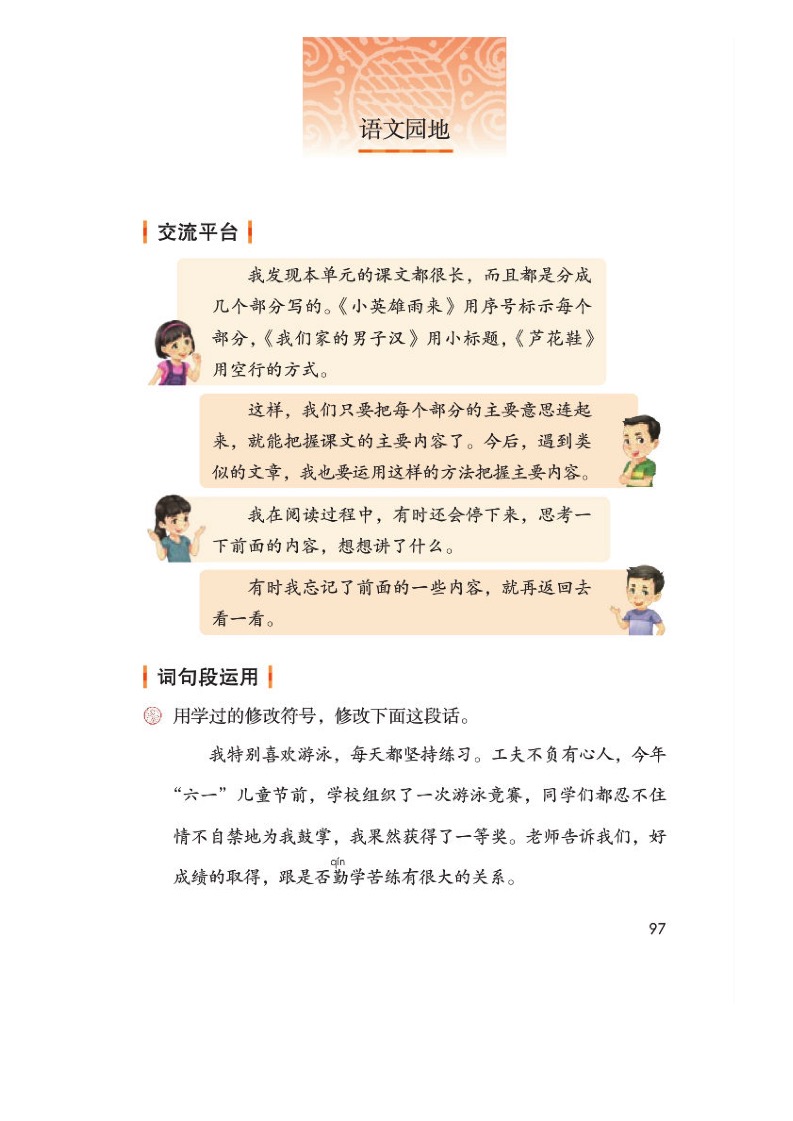 语文园地
交流平台
我发现本单元的课文都很长，而且都是分成
几个部分写的。《小英雄雨来》用序号标示每个
部分，《我们家的男子汉》用小标题，《芦花鞋》
用空行的方式。
这样，我们只要把每个部分的主要意思连起
来，就能把握课文的主要内容了。今后，遇到类
似的文章，我也要运用这样的方法把握主要内容。
我在阅读过程中，有时还会停下来，思考一
下前面的内容，想想讲了什么。
有时我忘记了前面的一些内容，就再返回去
看一看。
词句段运用
用学过的修改符号，修改下面这段话。
我特别喜欢游泳，每天都坚持练习。工夫不负有心人，今年
“六一”儿童节前，学校组织了一次游泳竞赛，同学们都忍不住
情不自禁地为我鼓掌，我果然获得了一等奖。老师告诉我们，好
qín
成绩的取得，跟是否勤学苦练有很大的关系。
97